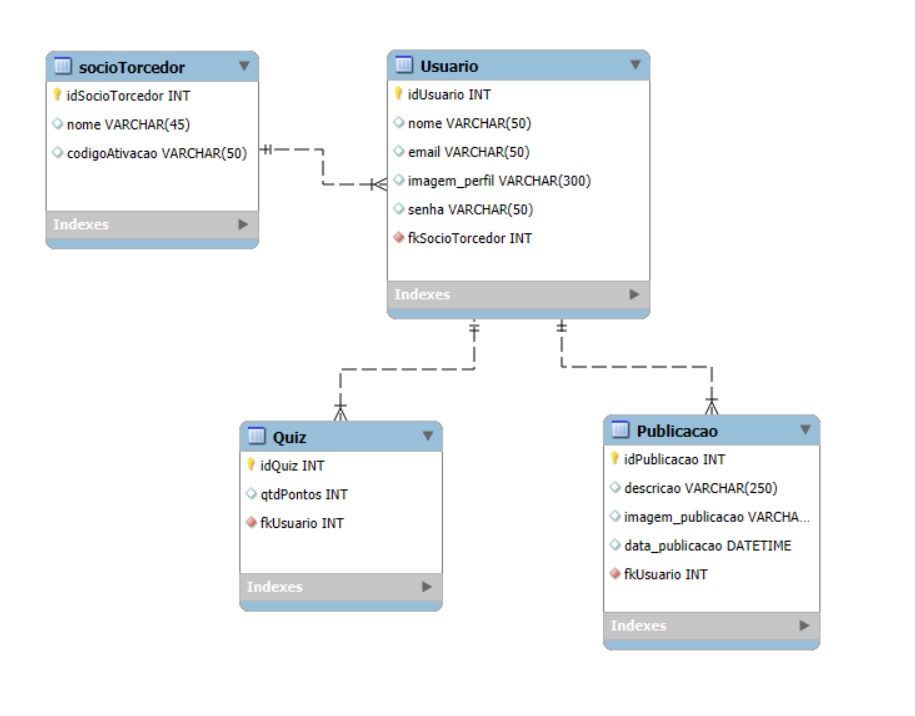 socioTorcedor
idSocioTorcedor INT
nome VARCHAR(45)
codigoAtivacao VARCHAR(50)
Indexes
Usuario
idUsuario INT
nome VARCHAR(50)
email VARCHAR(50)
imagem_perfil VARCHAR(300)
senha VARCHAR(50)
fkSocioTorcedor INT
Indexes
Quiz
idQuiz INT
qtdPontos INT
fkUsuario INT
Indexes
Publicacao
idPublicacao INT
descricao VARCHAR(250)
imagem_publicacao VARCHA...
data_publicacao DATETIME
fkUsuario INT
Indexes